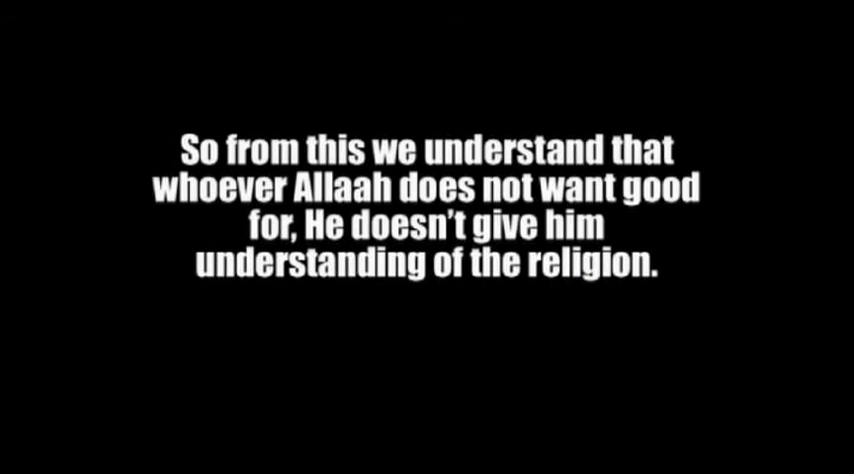 So from this we understand that
whoever Allaah does not want good
for, He doesn't give him
understanding of the religion.